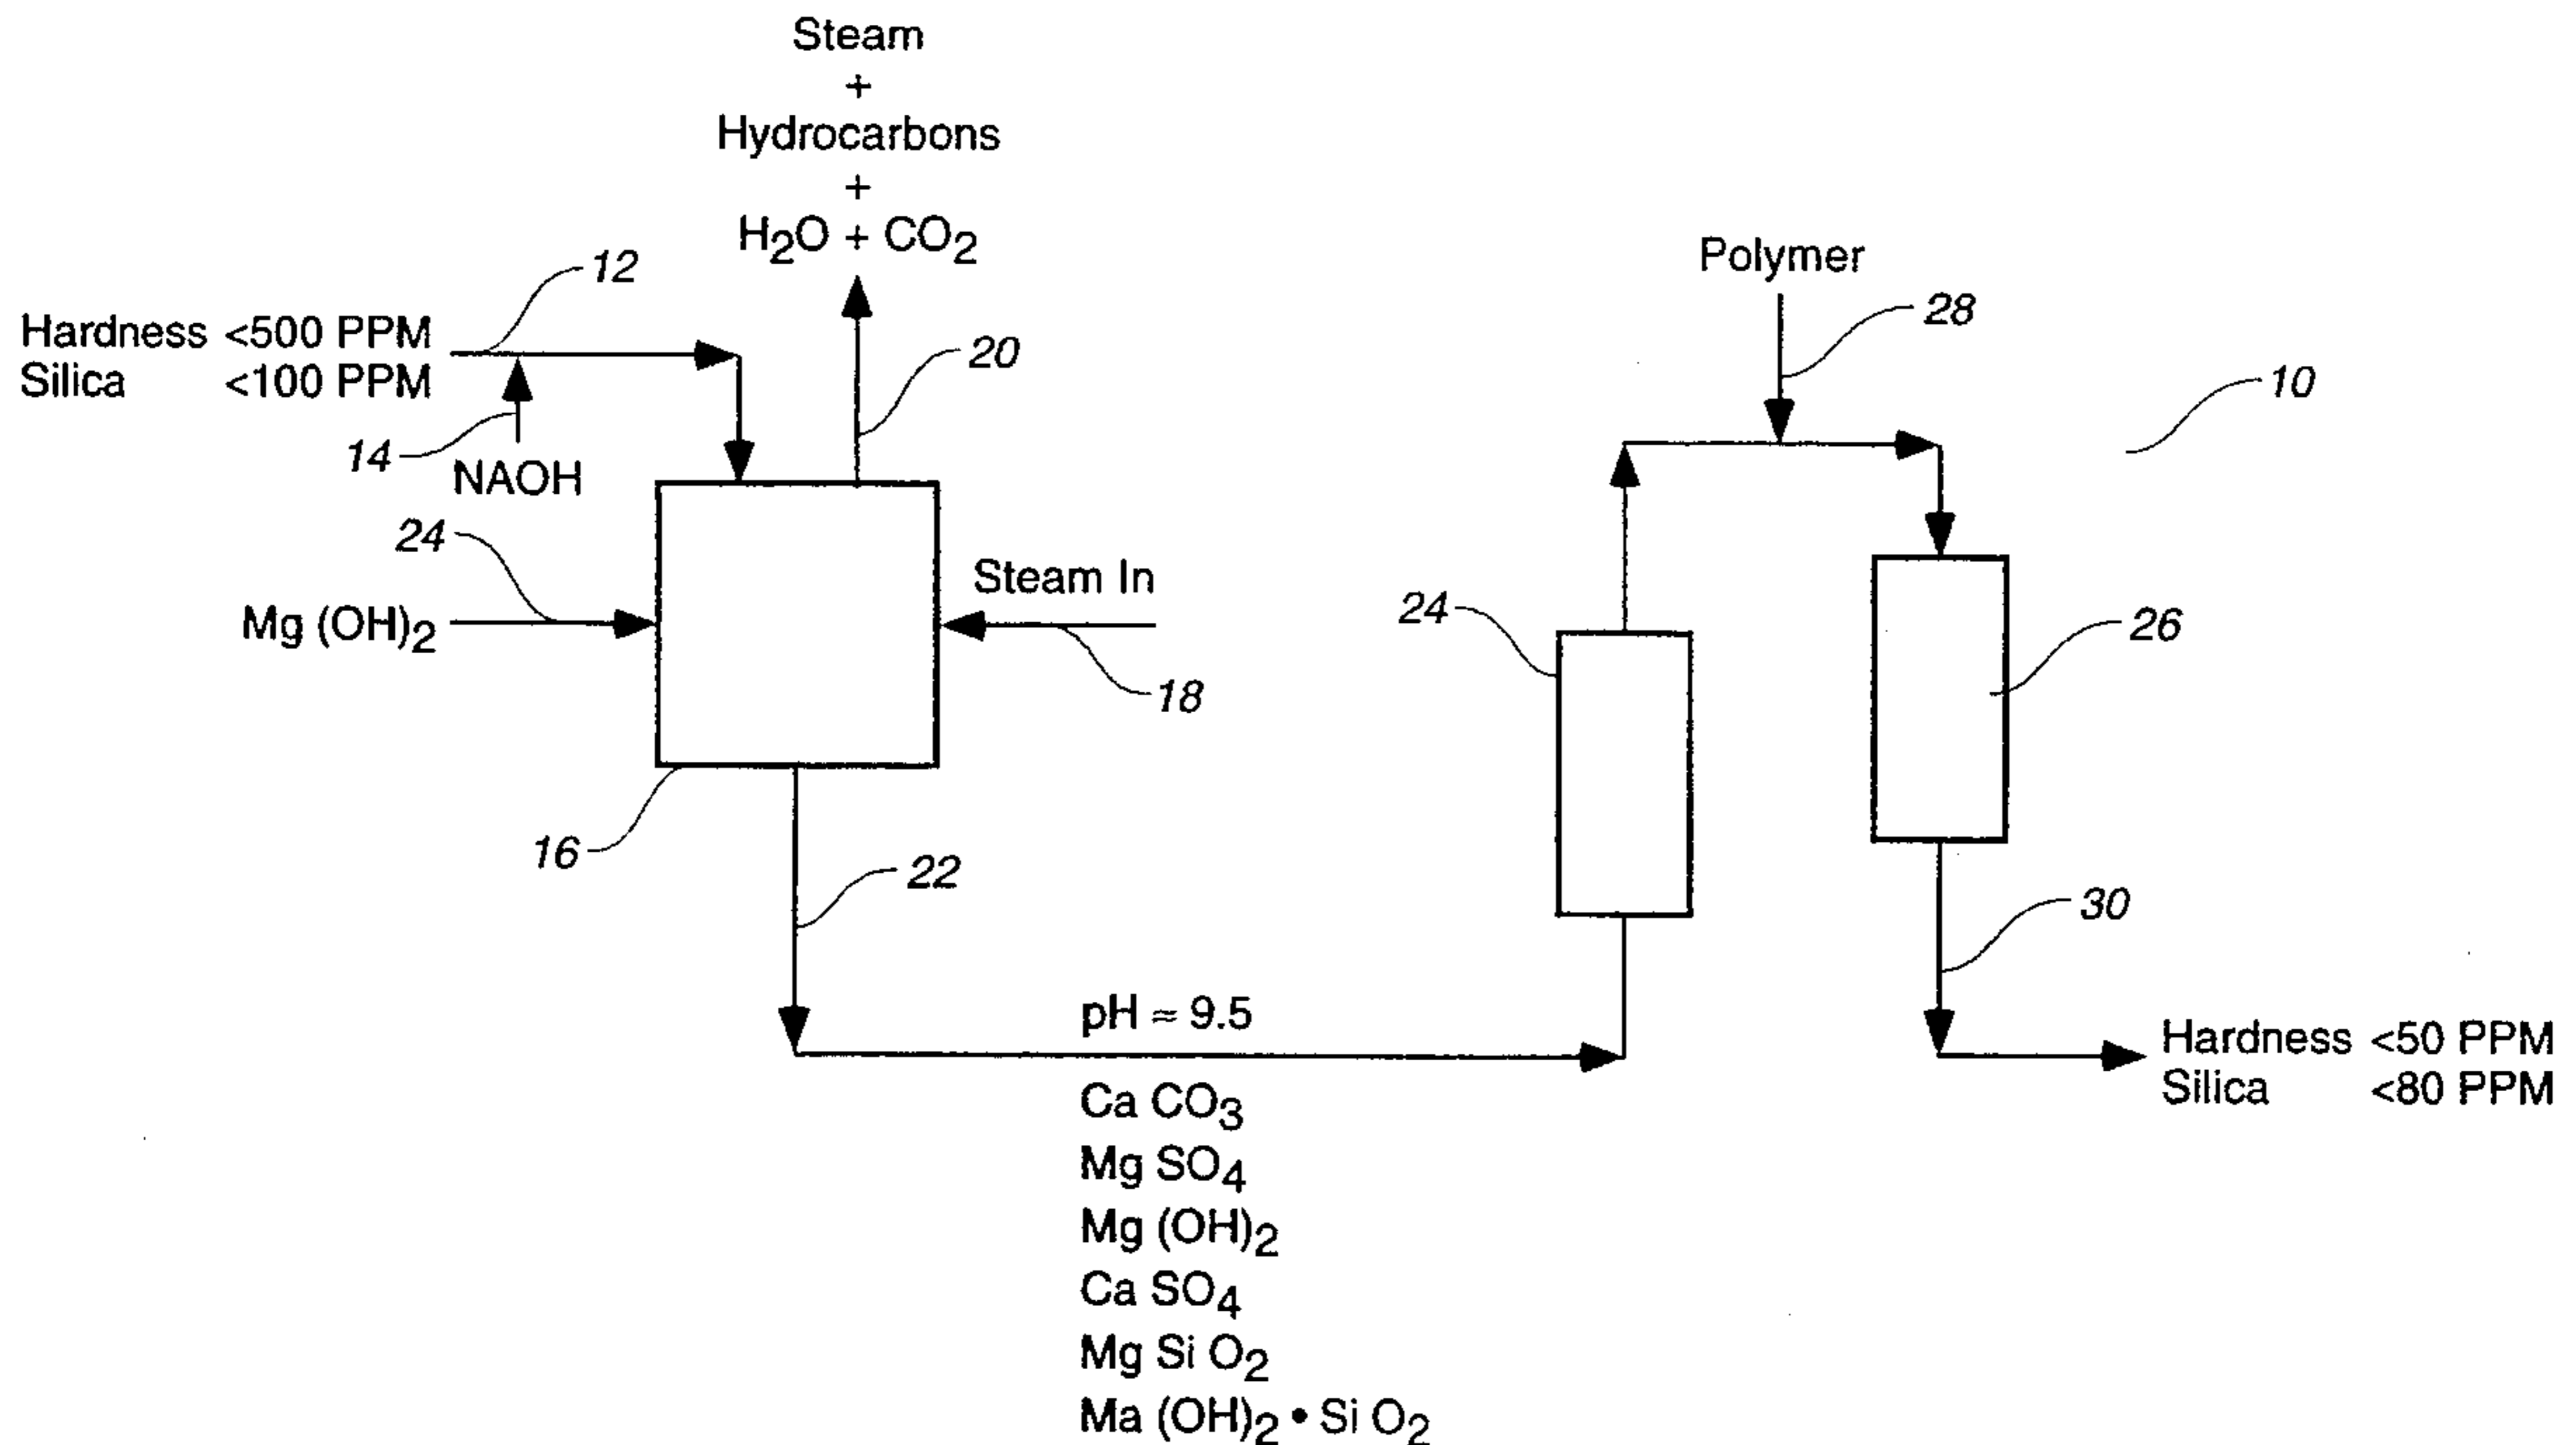 Steam
+
Hydrocarbons
+
H2O + CO2
12
Hardness <500 PPM
Silica <100 PPM
14
NAOH
20
24
Mg (OH)2
Steam In
18
16
22
pH ≈ 9.5
Ca CO3
Mg SO4
Mg (OH)2
Ca SO4
Mg Si O2
Ma (OH)2 • Si O2
Polymer
28
10
24
26
30
Hardness <50 PPM
Silica <80 PPM